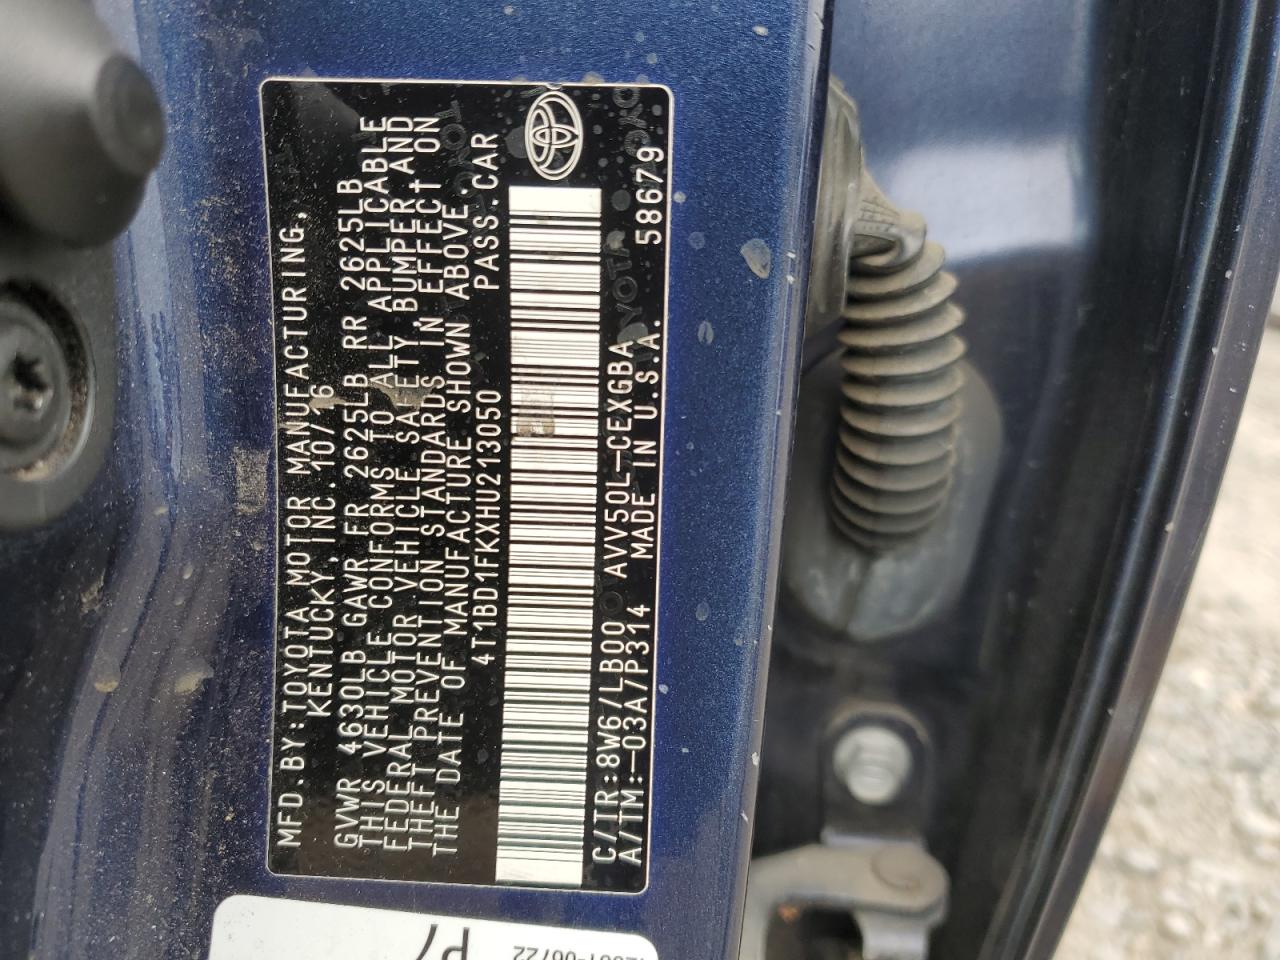 MFD.BY:TOYOTA MOTOR MANUFACTURING,
KENTUCKY,INC. 10/16
GVWR 4630LB GAWR FR 2625LB RR 2625LB
THIS VEHICLE CONFORMS TO ALL APPLICABLE
FEDERAL MOTOR VEHICLE SAFETY, BUMPER, AND
THEFT PREVENTION STANDARDS IN EFFECT ON
THE DATE OF MANUFACTURE SHOWN ABOVE.
4T1BD1FKXHU213050 PASS.CAR
C/TR:8W6/LB00 AVV50L-CEXGBA
A/TM:-03A/P314 MADE IN U.S.A. 58679
P7